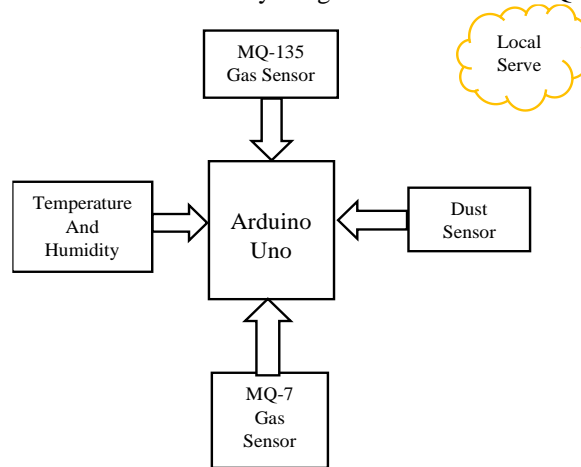 MQ-135
Gas Sensor
Local
Serve
Temperature
And
Humidity
Arduino
Uno
Dust
Sensor
MQ-7
Gas
Sensor